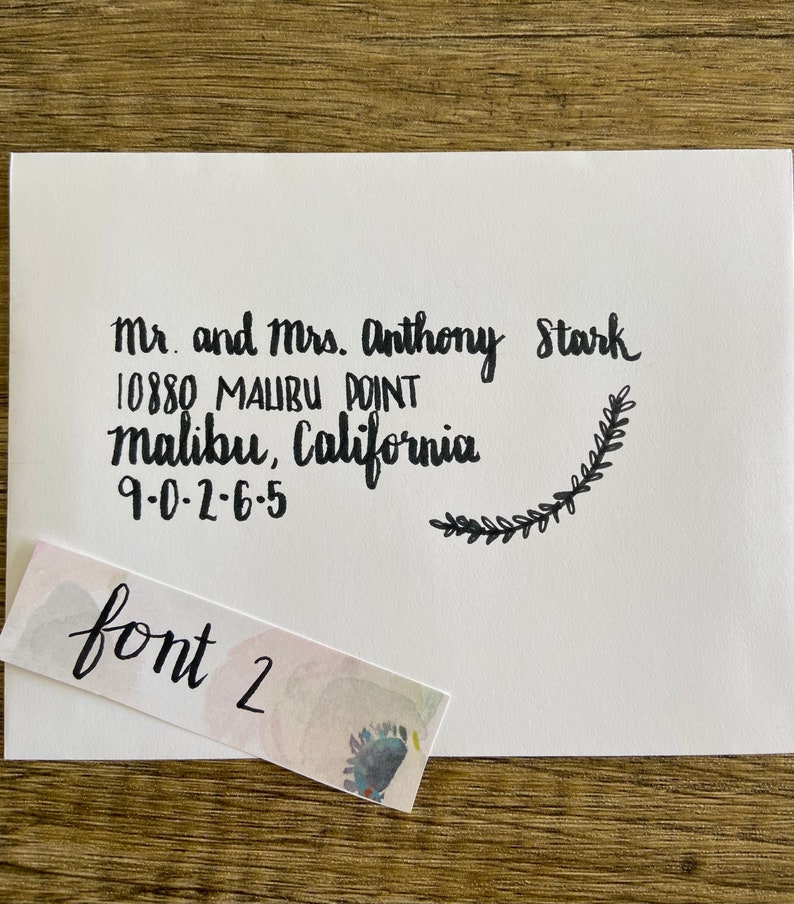 Mr. and Mrs. Anthony Stark
10880 MALIBU POINT
Malibu, California
9·0·2·6·5
font 2